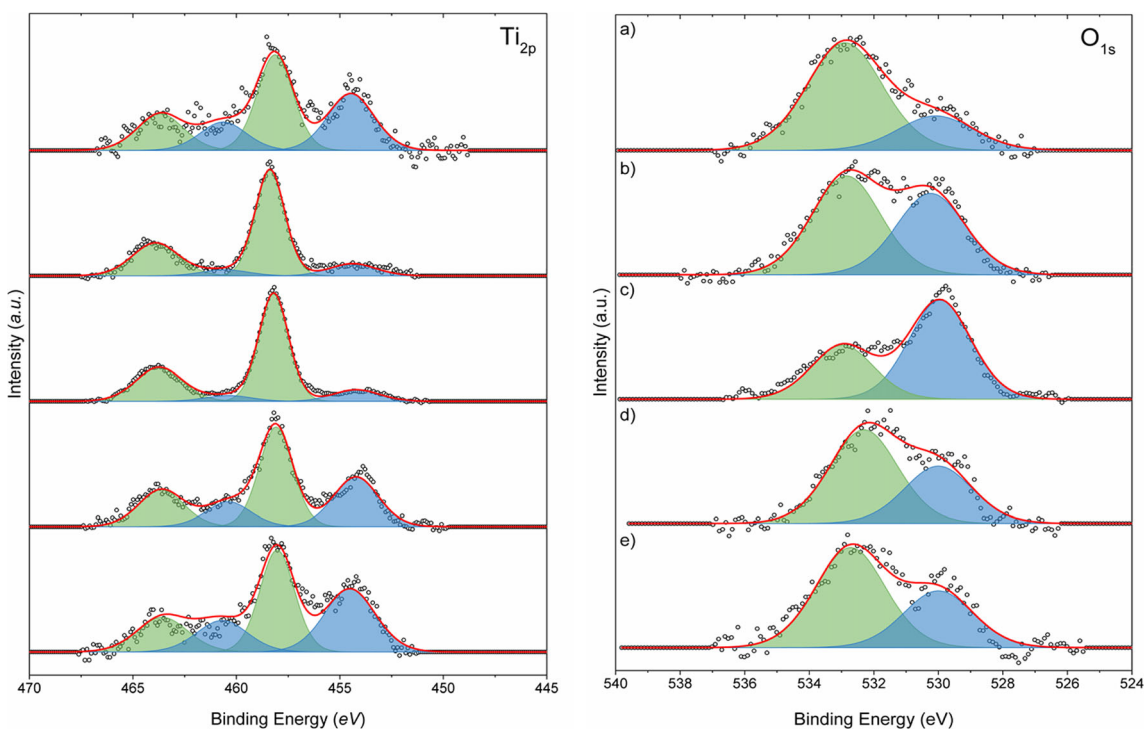 Ti2p
Intensity (a.u.)
470 465 460 455 450 445
Binding Energy (eV)
O1s
a)
b)
c)
d)
e)
Intensity (a.u.)
540 538 536 534 532 530 528 526 524
Binding Energy (eV)